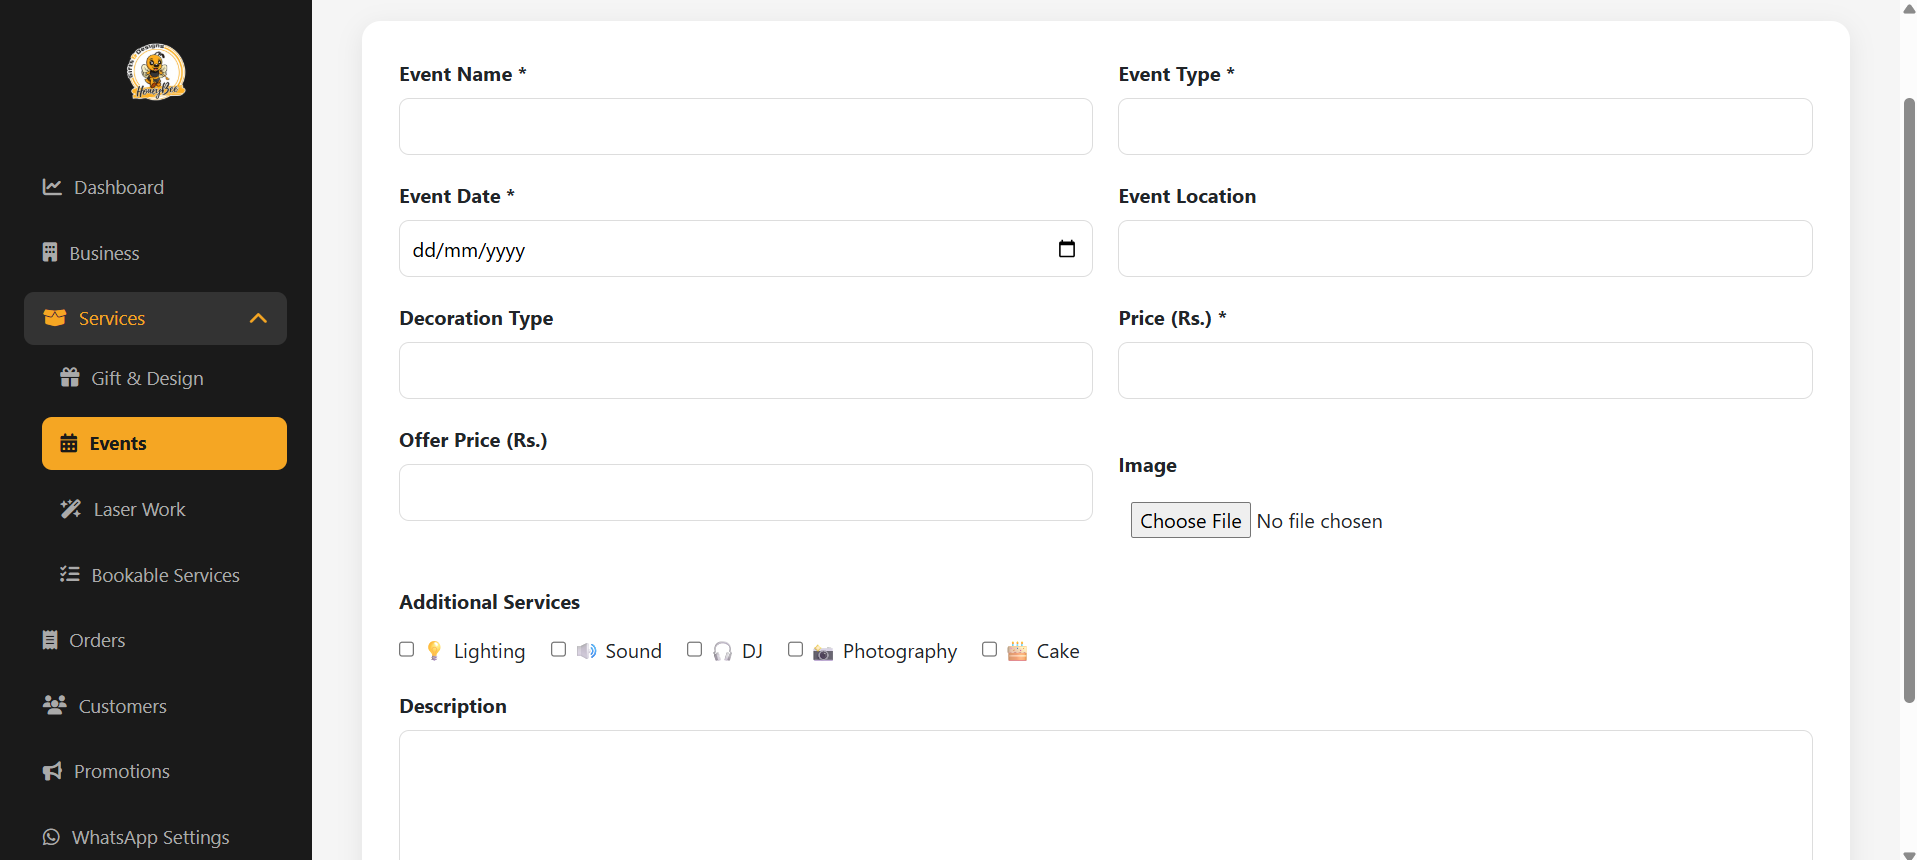 Designs
HoneyBee
Dashboard
Business
Services
Gift & Design
Events
Laser Work
Bookable Services
Orders
Customers
Promotions
WhatsApp Settings
Event Name *
Event Type *
Event Date *
Event Location
dd/mm/yyyy
Decoration Type
Price (Rs.) *
Offer Price (Rs.)
Image
Choose File No file chosen
Additional Services
Lighting Sound DJ Photography Cake
Description